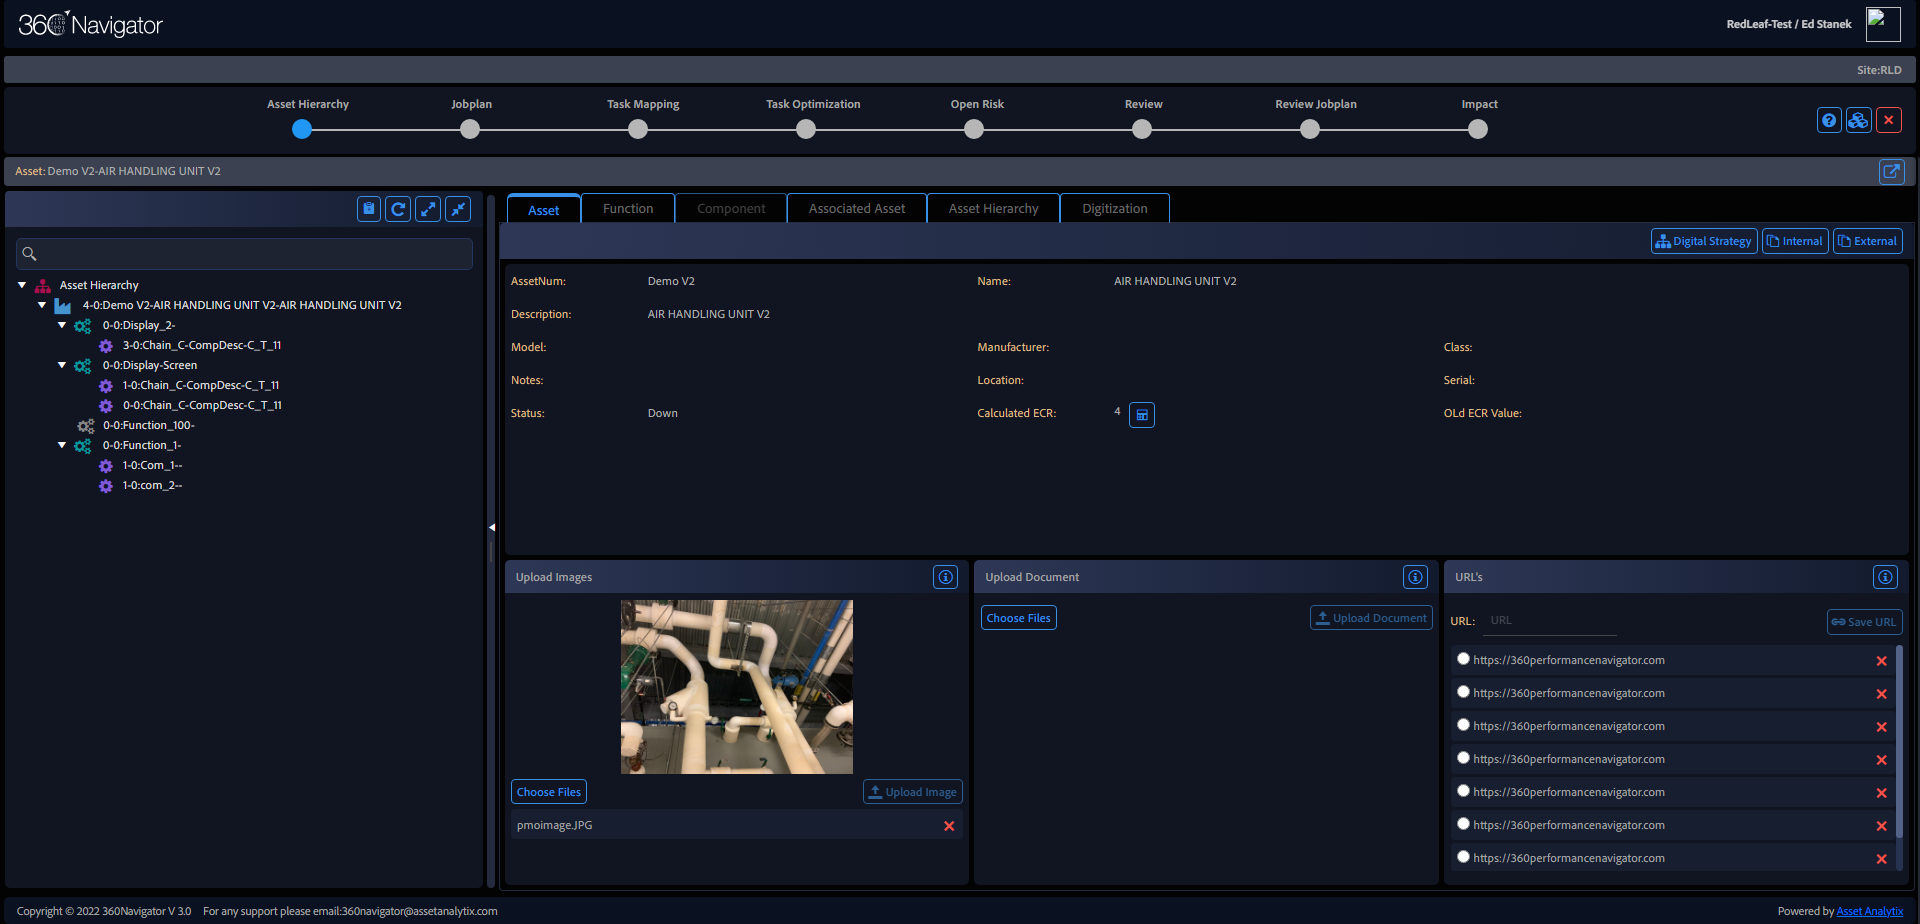 360 Navigator
RedLeaf-Test / Ed Stanek
Site:RLD
Asset Hierarchy Jobplan Task Mapping Task Optimization Open Risk Review Review Jobplan Impact
Asset: Demo V2-AIR HANDLING UNIT V2
Asset Function Component Associated Asset Asset Hierarchy Digitization
Digital Strategy Internal External
Asset Hierarchy
4-0:Demo V2-AIR HANDLING UNIT V2-AIR HANDLING UNIT V2
0-0:Display_2-
3-0:Chain_C-CompDesc-C_T_11
0-0:Display-Screen
1-0:Chain_C-CompDesc-C_T_11
0-0:Chain_C-CompDesc-C_T_11
0-0:Function_100-
0-0:Function_1-
1-0:Com_1--
1-0:com_2--
AssetNum: Demo V2 Name: AIR HANDLING UNIT V2
Description: AIR HANDLING UNIT V2
Model: Manufacturer: Class:
Notes: Location: Serial:
Status: Down Calculated ECR: 4 OLd ECR Value:
Upload Images
Choose Files Upload Image
pmoimage.JPG
Upload Document
Choose Files Upload Document
URL's
URL: URL Save URL
https://360performancenavigator.com
https://360performancenavigator.com
https://360performancenavigator.com
https://360performancenavigator.com
https://360performancenavigator.com
https://360performancenavigator.com
https://360performancenavigator.com
Copyright © 2022 360Navigator V 3.0 For any support please email:360navigator@assetanalytix.com
Powered by Asset Analytix